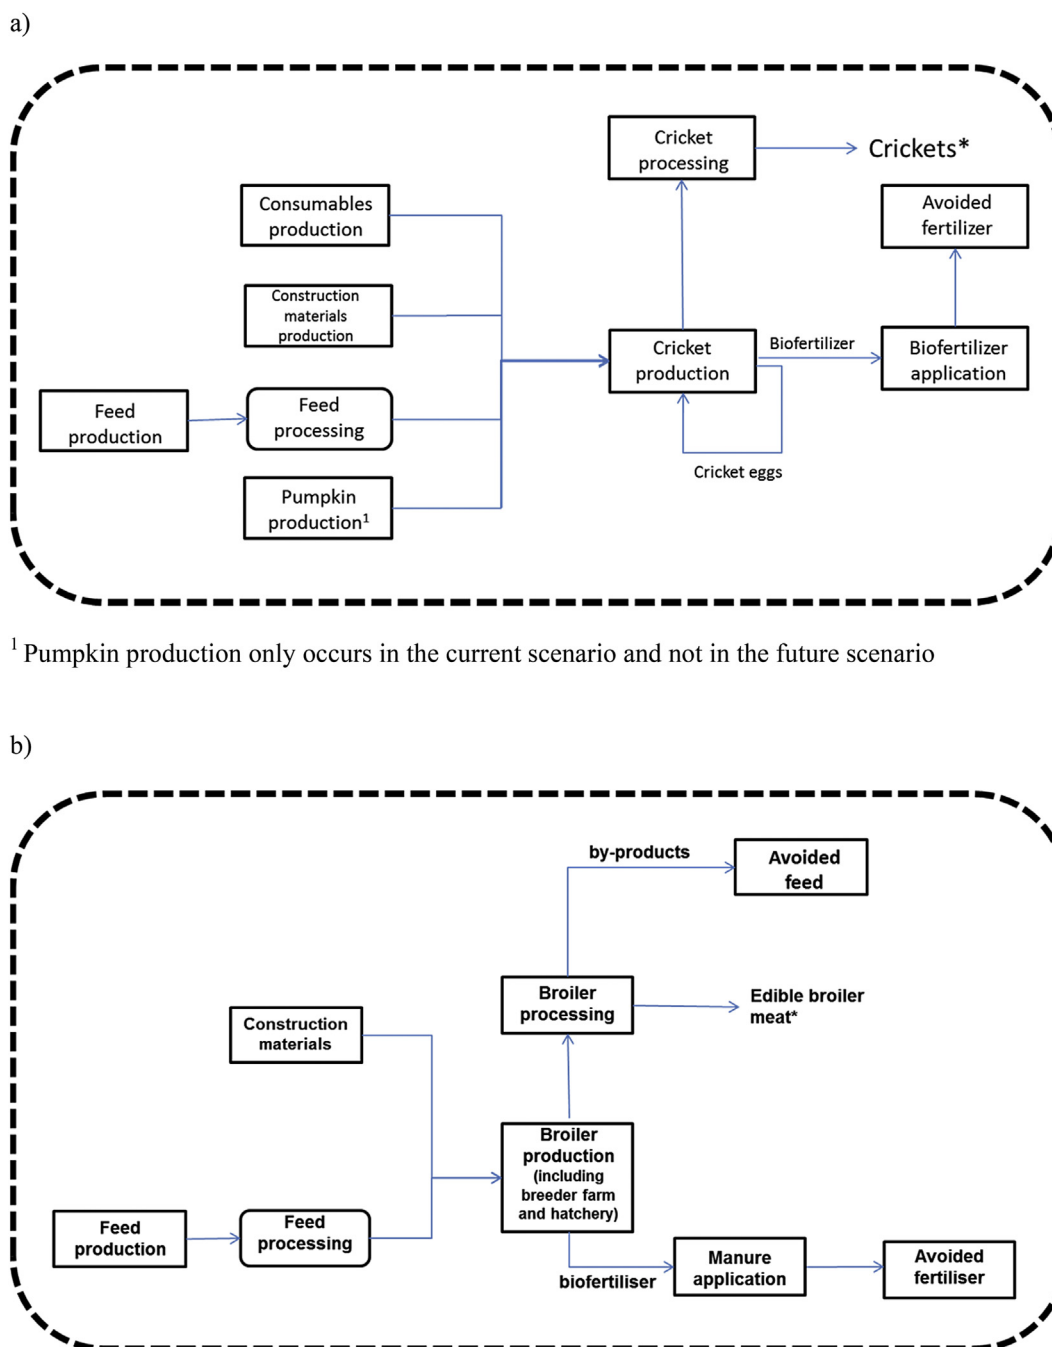 a)
Cricket
processing
Crickets*
Consumables
production
Avoided
fertilizer
Construction
materials
production
Cricket
production
Biofertilizer
Biofertilizer
application
Feed
production
Feed
processing
Cricket eggs
Pumpkin
production¹
¹ Pumpkin production only occurs in the current scenario and not in the future scenario
b)
by-products
Avoided
feed
Broiler
processing
Edible broiler
meat*
Construction
materials
Broiler
production
(including
breeder farm
and hatchery)
Feed
production
Feed
processing
biofertiliser
Manure
application
Avoided
fertiliser